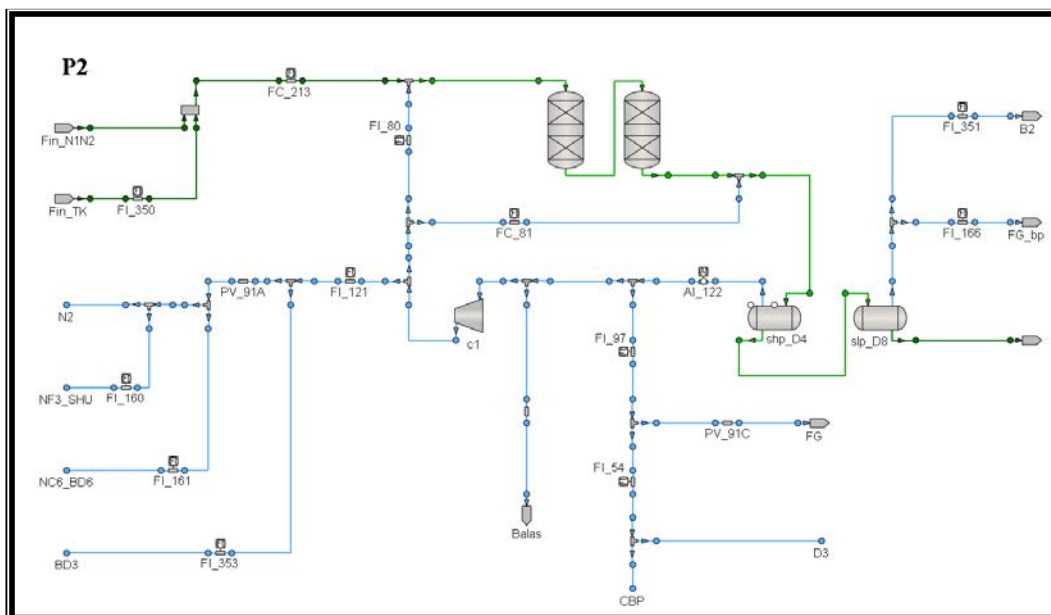 P2
FC_213
Fin_N1N2
FI_80
FI_351
B2
Fin_TK
FI_350
FC_81
FI_166
FG_bp
PV_91A
FI_121
AI_122
N2
c1
shp_D4
slp_D8
FI_97
NF3_SHU
FI_160
PV_91C
FG
NC6_BD6
FI_161
FI_54
Balas
BD3
FI_353
D3
CBP